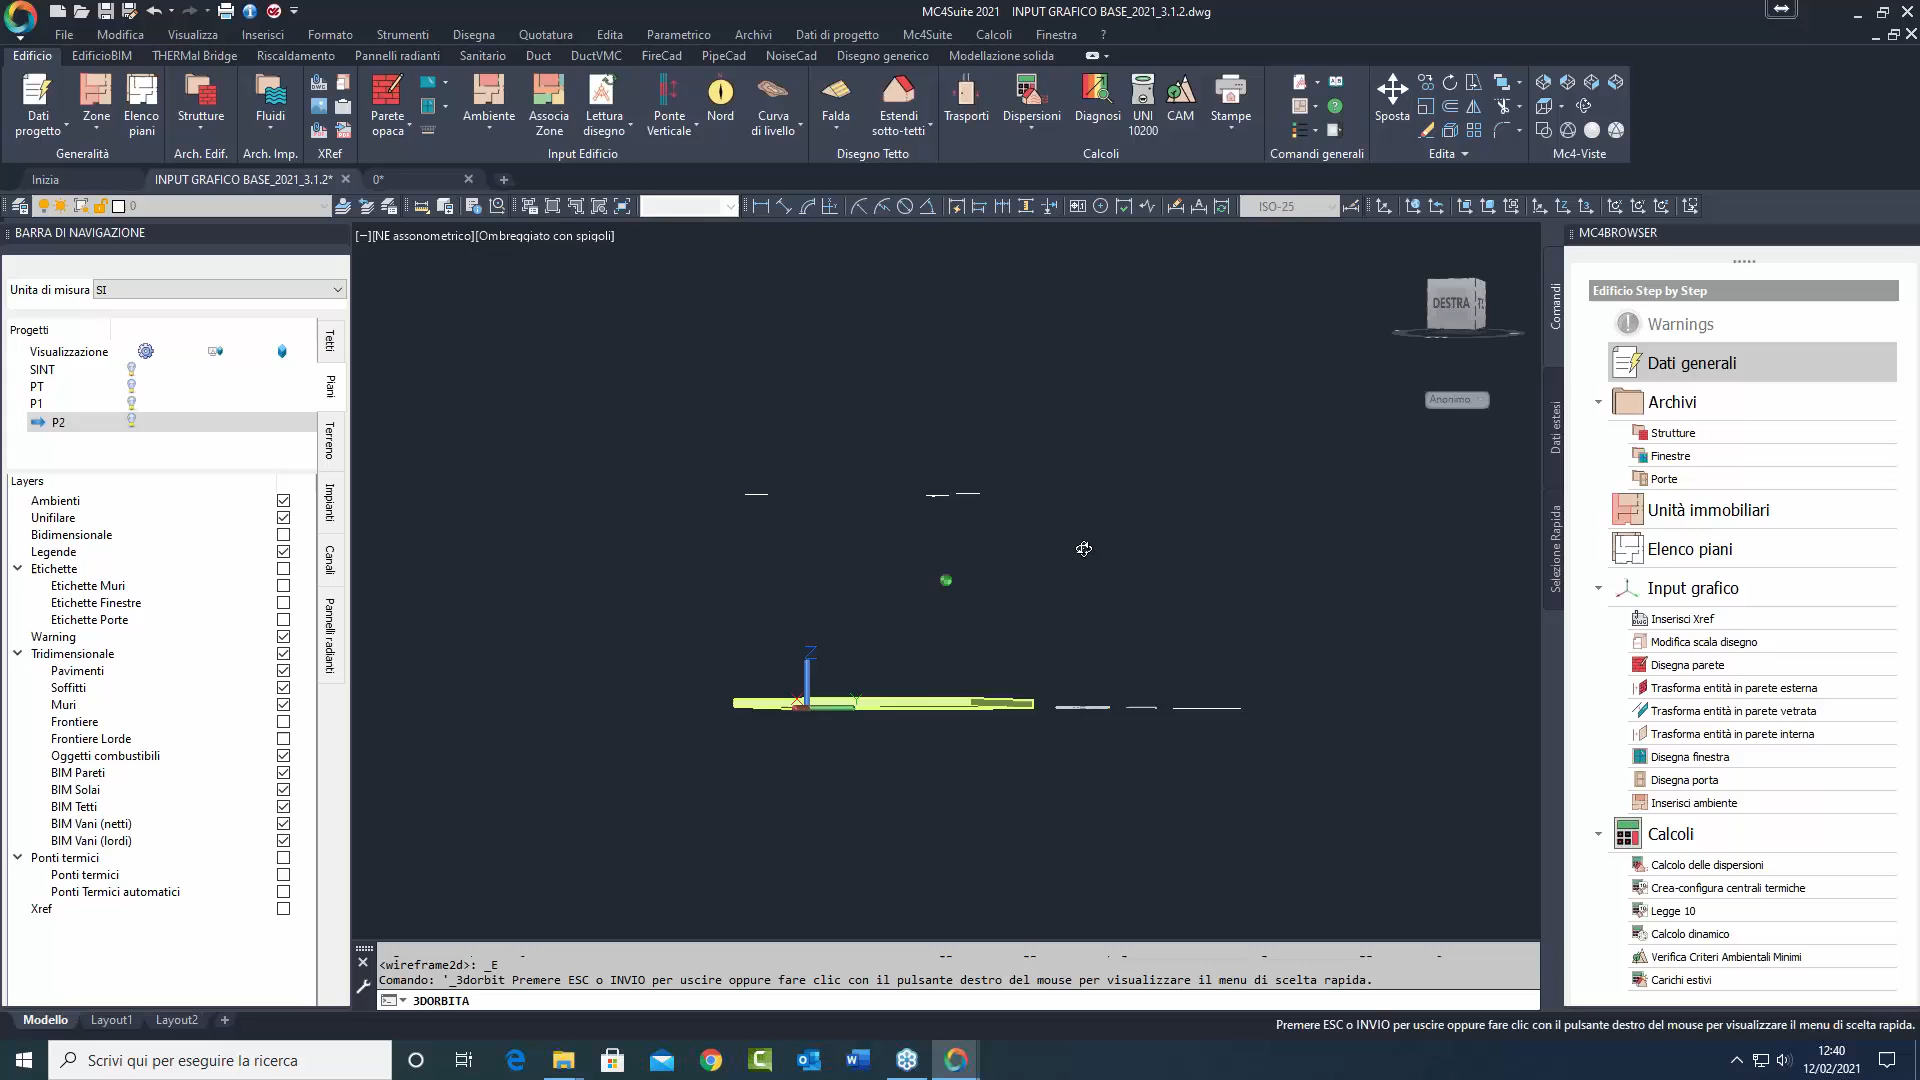 MC4Suite 2021 INPUT GRAFICO BASE_2021_3.1.2.dwg
File Modifica Visualizza Inserisci Formato Strumenti Disegna Quotatura Edita Parametrico Archivi Dati di progetto MC4Suite Calcoli Finestra ?
Edificio EdificioBIM THERMal Bridge Riscaldamento Pannelli radianti Sanitario Duct DuctVMC FireCad PipeCad NoiseCad Disegno generico Modellazione solida
Dati progetto Zone Elenco piani Strutture Fluidi Parete opaca Ambiente Associa Zone Lettura disegno Ponte Verticale Nord Curva di livello Falda Estendi sotto-tetti Trasporti Dispersioni Diagnosi UNI 10200 CAM Stampe Sposta
Generalità Arch. Edif. Arch. Imp. XRef Input Edificio Disegno Tetto Calcoli Comandi generali Edita Mc4-Viste
Inizia INPUT GRAFICO BASE_2021_3.1.2* 0*
0 ISO-25
BARRA DI NAVIGAZIONE
[−][NE assonometrico][Ombreggiato con spigoli]
MC4BROWSER
Unita di misura SI
Progetti
Visualizzazione
SINT
PT
P1
P2
Tetti
Piani
Terreno
Impianti
Canali
Pannelli radianti
Layers
Ambienti
Unifilare
Bidimensionale
Legende
Etichette
Etichette Muri
Etichette Finestre
Etichette Porte
Warning
Tridimensionale
Pavimenti
Soffitti
Muri
Frontiere
Frontiere Lorde
Oggetti combustibili
BIM Pareti
BIM Solai
BIM Tetti
BIM Vani (netti)
BIM Vani (lordi)
Ponti termici
Ponti termici
Ponti Termici automatici
Xref
DESTRA
Anonimo
Z
X
Y
Comandi
Dati estesi
Selezione Rapida
Edificio Step by Step
Warnings
Dati generali
Archivi
Strutture
Finestre
Porte
Unità immobiliari
Elenco piani
Input grafico
Inserisci Xref
Modifica scala disegno
Disegna parete
Trasforma entità in parete esterna
Trasforma entità in parete vetrata
Trasforma entità in parete interna
Disegna finestra
Disegna porta
Inserisci ambiente
Calcoli
Calcolo delle dispersioni
Crea-configura centrali termiche
Legge 10
Calcolo dinamico
Verifica Criteri Ambientali Minimi
Carichi estivi
<wireframe2d>: _E
Comando: '_3dorbit Premere ESC o INVIO per uscire oppure fare clic con il pulsante destro del mouse per visualizzare il menu di scelta rapida.
3DORBITA
Modello Layout1 Layout2 +
Premere ESC o INVIO per uscire oppure fare clic con il pulsante destro del mouse per visualizzare il menu di scelta rapida.
Scrivi qui per eseguire la ricerca
12:40
12/02/2021